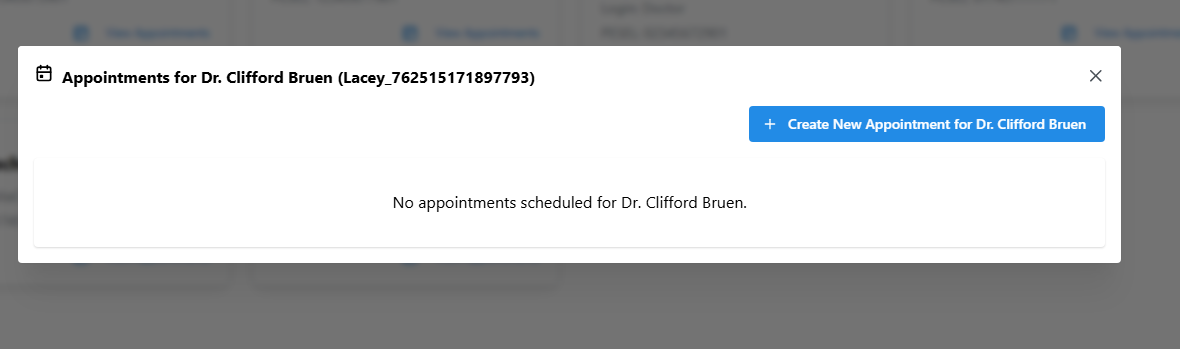 View Appointments
View Appointments
View Appointments
Appointments for Dr. Clifford Bruen (Lacey_762515171897793)
+ Create New Appointment for Dr. Clifford Bruen
No appointments scheduled for Dr. Clifford Bruen.